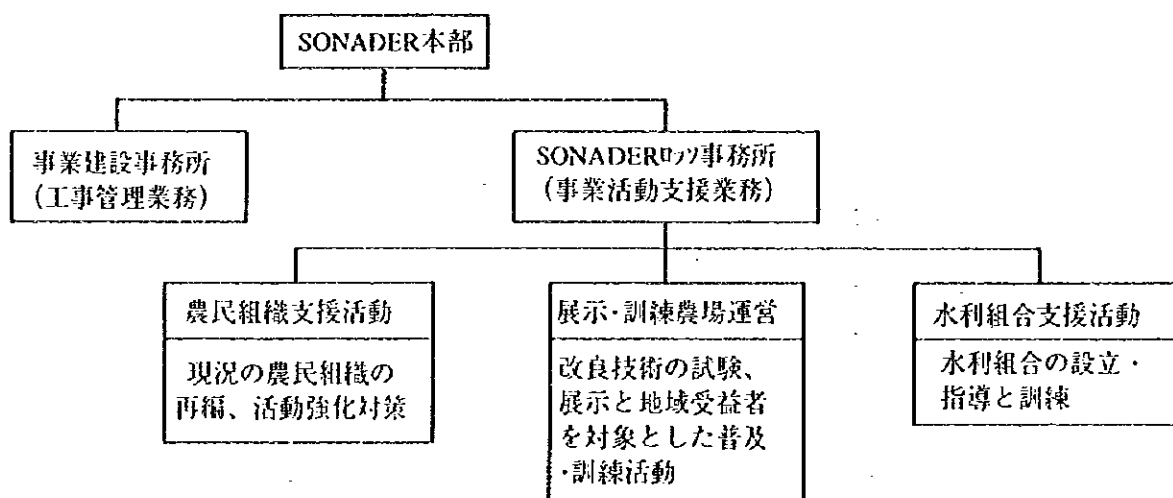 SONADER本部
事業建設事務所
(工事管理業務)
SONADERロッソ事務所
(事業活動支援業務)
農民組織支援活動
現況の農民組織の
再編、活動強化対策
展示・訓練農場運営
改良技術の試験、
展示と地域受益者
を対象とした普及
・訓練活動
水利組合支援活動
水利組合の設立・
指導と訓練